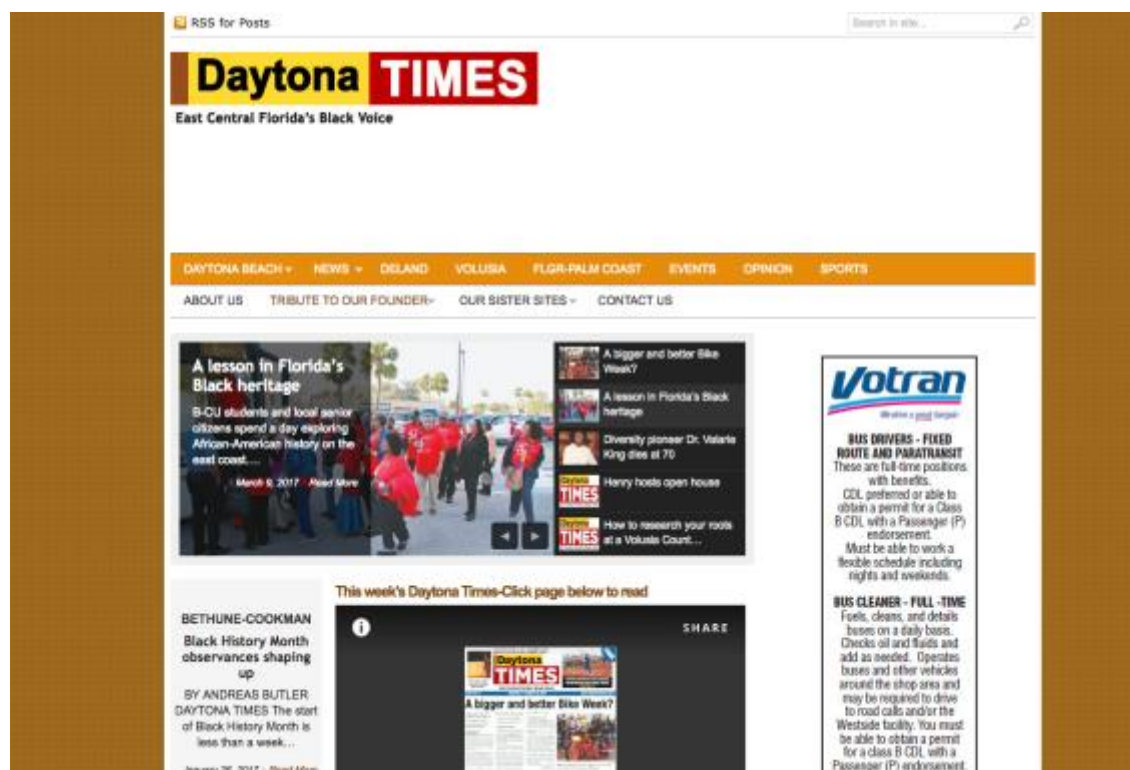 RSS for Posts
Search in site...
Daytona TIMES
East Central Florida's Black Voice
DAYTONA BEACH NEWS DELAND VOLUSIA FLGR-PALM COAST EVENTS OPINION SPORTS
ABOUT US TRIBUTE TO OUR FOUNDER OUR SISTER SITES CONTACT US
A lesson in Florida's
Black heritage
B-CU students and local senior
citizens spend a day exploring
African-American history on the
east coast....
March 9, 2017 Read More
A bigger and better Bike
Week?
A lesson in Florida's Black
heritage
Diversity pioneer Dr. Valarie
King dies at 70
Daytona
TIMES
Henry hosts open house
Daytona
TIMES
How to research your roots
at a Volusia Count...
This week's Daytona Times-Click page below to read
SHARE
Daytona
TIMES
A bigger and better Bike Week?
BETHUNE-COOKMAN
Black History Month
observances shaping
up
BY ANDREAS BUTLER
DAYTONA TIMES The start
of Black History Month is
less than a week...
January 26, 2017 - Read More
Votran
BUS DRIVERS - FIXED
ROUTE AND PARATRANSIT
These are full-time positions
with benefits.
CDL preferred or able to
obtain a permit for a Class
B CDL with a Passenger (P)
endorsement.
Must be able to work a
flexible schedule including
nights and weekends.
BUS CLEANER - FULL -TIME
Fuels, cleans, and details
buses on a daily basis.
Checks oil and fluids and
add as needed. Operates
buses and other vehicles
around the shop area and
may be required to drive
to road calls and/or the
Westside facility. You must
be able to obtain a permit
for a class B CDL with a
Passenger (P) endorsement.